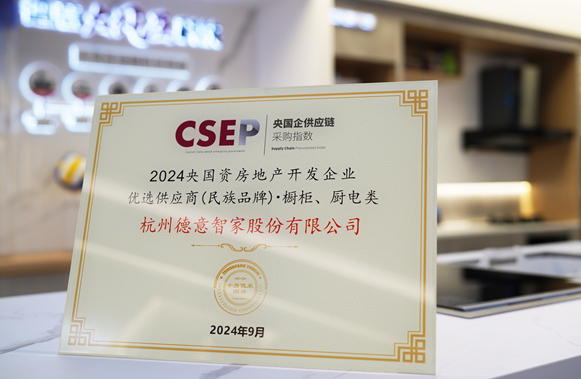 CSEP
央国企供应链
采购指数
Supply Chain Procurement Index
2024央国资房地产开发企业
优选供应商(民族品牌)·橱柜、厨电类
杭州德意智家股份有限公司
2024年9月